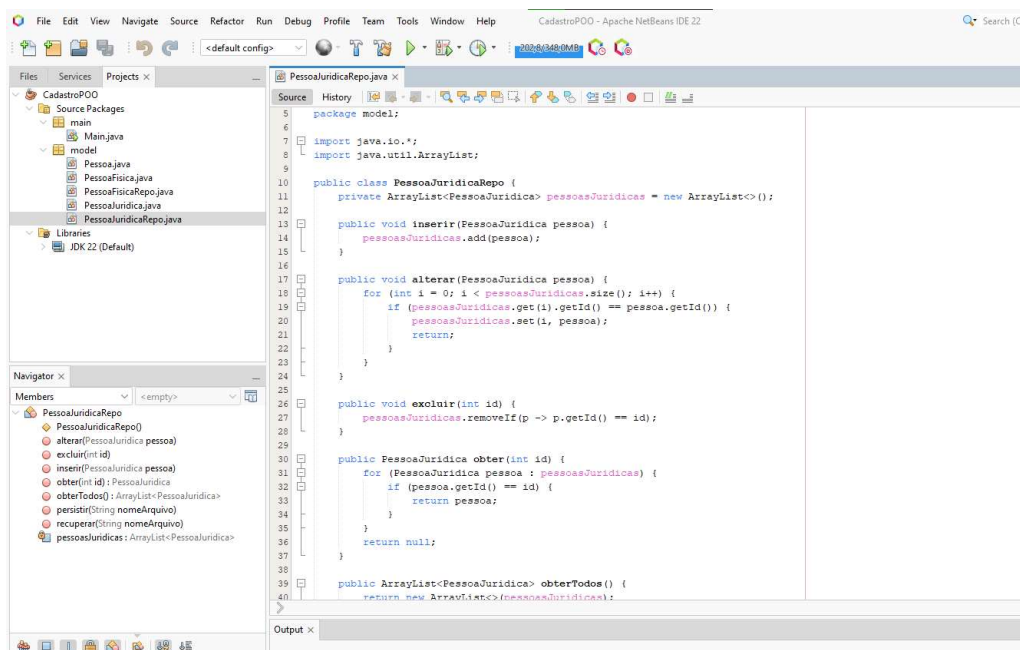 File Edit View Navigate Source Refactor Run Debug Profile Team Tools Window Help CadastroPOO - Apache NetBeans IDE 22 Search (C
<default config> 202,8/348,0MB
Files Services Projects
CadastroPOO
Source Packages
main
Main.java
model
Pessoa.java
PessoaFisica.java
PessoaFisicaRepo.java
PessoaJuridica.java
PessoaJuridicaRepo.java
Libraries
JDK 22 (Default)
Navigator
Members <empty>
PessoaJuridicaRepo
PessoaJuridicaRepo()
alterar(PessoaJuridica pessoa)
excluir(int id)
inserir(PessoaJuridica pessoa)
obter(int id) : PessoaJuridica
obterTodos() : ArrayList<PessoaJuridica>
persistir(String nomeArquivo)
recuperar(String nomeArquivo)
pessoasJuridicas : ArrayList<PessoaJuridica>
PessoaJuridicaRepo.java
Source History
5 package model;
6
7 import java.io.*;
8 import java.util.ArrayList;
9
10 public class PessoaJuridicaRepo {
11 private ArrayList<PessoaJuridica> pessoasJuridicas = new ArrayList<>();
12
13 public void inserir(PessoaJuridica pessoa) {
14 pessoasJuridicas.add(pessoa);
15 }
16
17 public void alterar(PessoaJuridica pessoa) {
18 for (int i = 0; i < pessoasJuridicas.size(); i++) {
19 if (pessoasJuridicas.get(i).getId() == pessoa.getId()) {
20 pessoasJuridicas.set(i, pessoa);
21 return;
22 }
23 }
24 }
25
26 public void excluir(int id) {
27 pessoasJuridicas.removeIf(p -> p.getId() == id);
28 }
29
30 public PessoaJuridica obter(int id) {
31 for (PessoaJuridica pessoa : pessoasJuridicas) {
32 if (pessoa.getId() == id) {
33 return pessoa;
34 }
35 }
36 return null;
37 }
38
39 public ArrayList<PessoaJuridica> obterTodos() {
40 return new ArrayList<>(pessoasJuridicas);
Output